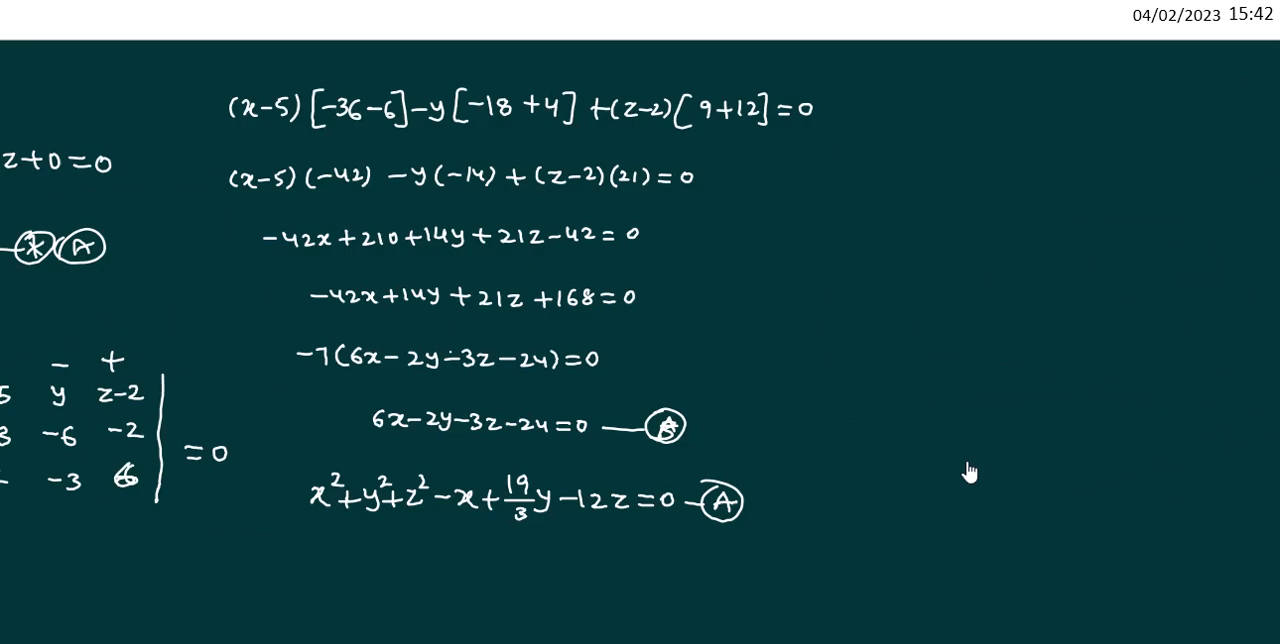 04/02/2023 15:42
(x-5)[-36-6]-y[-18+4]+(z-2)[9+12]=0
z+0=0
(x-5)(-42)-y(-14)+(z-2)(21)=0
A
-42x+210+14y+21z-42=0
-42x+14y+21z+168=0
-7(6x-2y-3z-24)=0
- +
5 y z-2
3 -6 -2
-3 6
=0
6x-2y-3z-24=0 — B
x²+y²+z²-x+19/3y-12z=0 — A